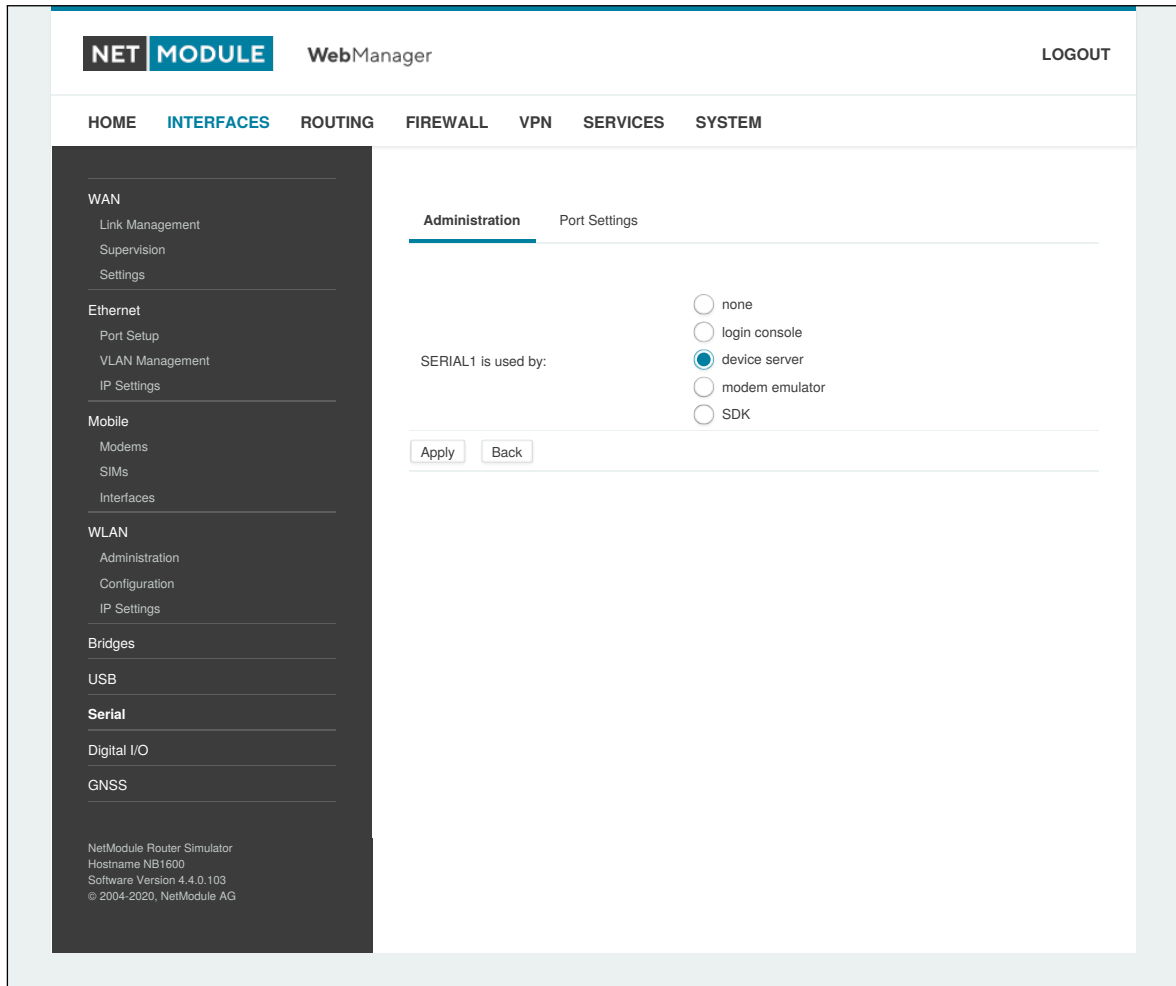 NET MODULE WebManager LOGOUT
HOME INTERFACES ROUTING FIREWALL VPN SERVICES SYSTEM
WAN
Link Management
Supervision
Settings
Ethernet
Port Setup
VLAN Management
IP Settings
Mobile
Modems
SIMs
Interfaces
WLAN
Administration
Configuration
IP Settings
Bridges
USB
Serial
Digital I/O
GNSS
NetModule Router Simulator
Hostname NB1600
Software Version 4.4.0.103
© 2004-2020, NetModule AG
Administration Port Settings
SERIAL1 is used by:
none
login console
device server
modem emulator
SDK
Apply Back